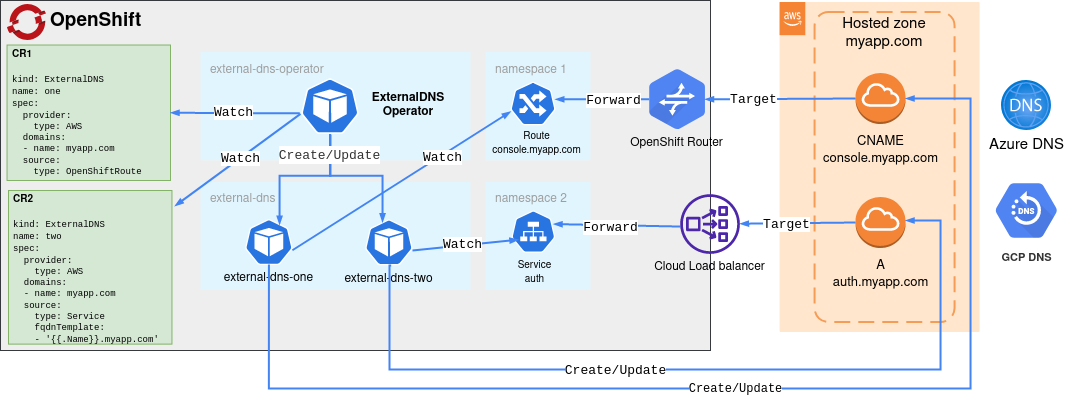 OpenShift
CR1
kind: ExternalDNS
name: one
spec:
  provider:
    type: AWS
  domains:
  - name: myapp.com
  source:
    type: OpenShiftRoute
CR2
kind: ExternalDNS
name: two
spec:
  provider:
    type: AWS
  domains:
  - name: myapp.com
  source:
    type: Service
    fqdnTemplate:
    - '{{.Name}}.myapp.com'
external-dns-operator
ExternalDNS
Operator
Watch
Watch
Create/Update
external-dns
external-dns-one
external-dns-two
Watch
Watch
namespace 1
Route
console.myapp.com
namespace 2
Service
auth
Forward
OpenShift Router
Forward
Cloud Load balancer
Target
Target
aws
Hosted zone
myapp.com
CNAME
console.myapp.com
A
auth.myapp.com
Create/Update
Create/Update
DNS
Azure DNS
DNS
GCP DNS